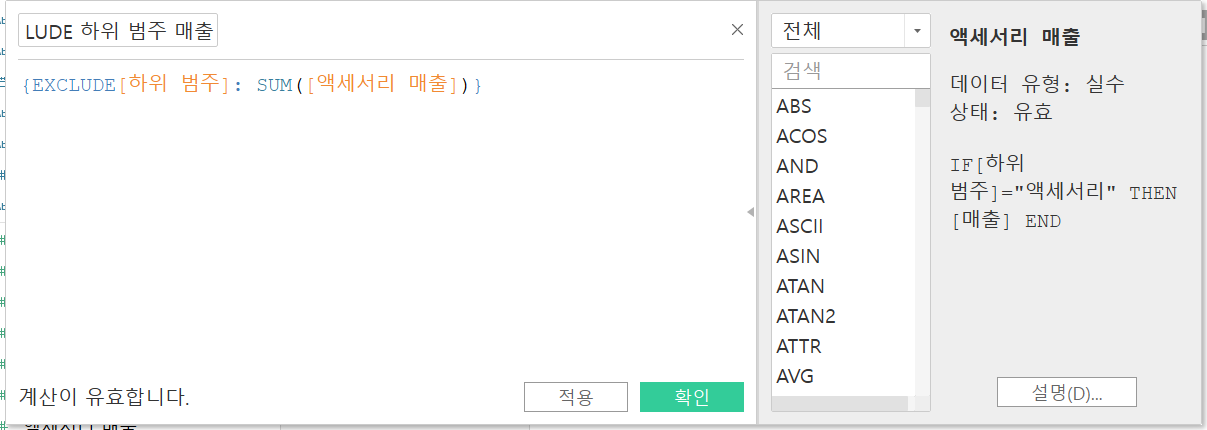 LUDE 하위 범주 매출
{EXCLUDE[하위 범주]: SUM([액세서리 매출])}
계산이 유효합니다.
적용
확인
전체
검색
ABS
ACOS
AND
AREA
ASCII
ASIN
ATAN
ATAN2
ATTR
AVG
액세서리 매출
데이터 유형: 실수
상태: 유효
IF[하위
범주]="액세서리" THEN
[매출] END
설명(D)...